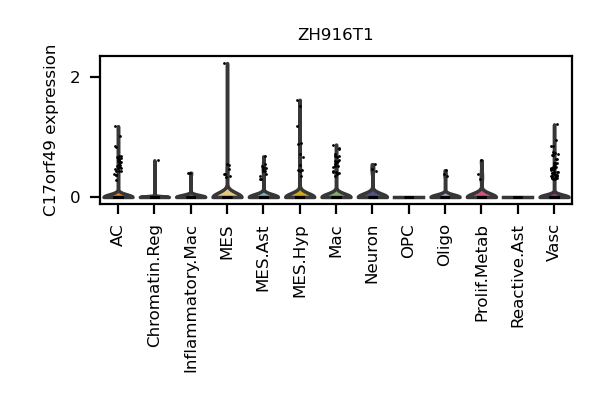 ZH916T1
C17orf49 expression
2
0
AC
Chromatin.Reg
Inflammatory.Mac
MES
MES.Ast
MES.Hyp
Mac
Neuron
OPC
Oligo
Prolif.Metab
Reactive.Ast
Vasc